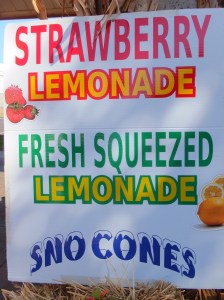 STRAWBERRY
LEMONADE
FRESH SQUEEZED
LEMONADE
SNO CONES